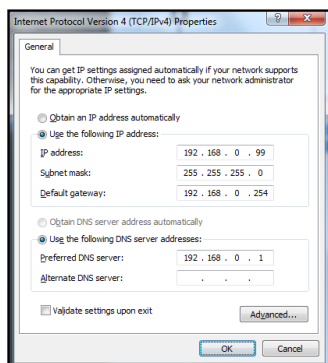 Internet Protocol Version 4 (TCP/IPv4) Properties
General
You can get IP settings assigned automatically if your network supports
this capability. Otherwise, you need to ask your network administrator
for the appropriate IP settings.
Obtain an IP address automatically
Use the following IP address:
IP address: 192 . 168 . 0 . 99
Subnet mask: 255 . 255 . 255 . 0
Default gateway: 192 . 168 . 0 . 254
Obtain DNS server address automatically
Use the following DNS server addresses:
Preferred DNS server: 192 . 168 . 0 . 1
Alternate DNS server: . . .
Validate settings upon exit
Advanced...
OK Cancel